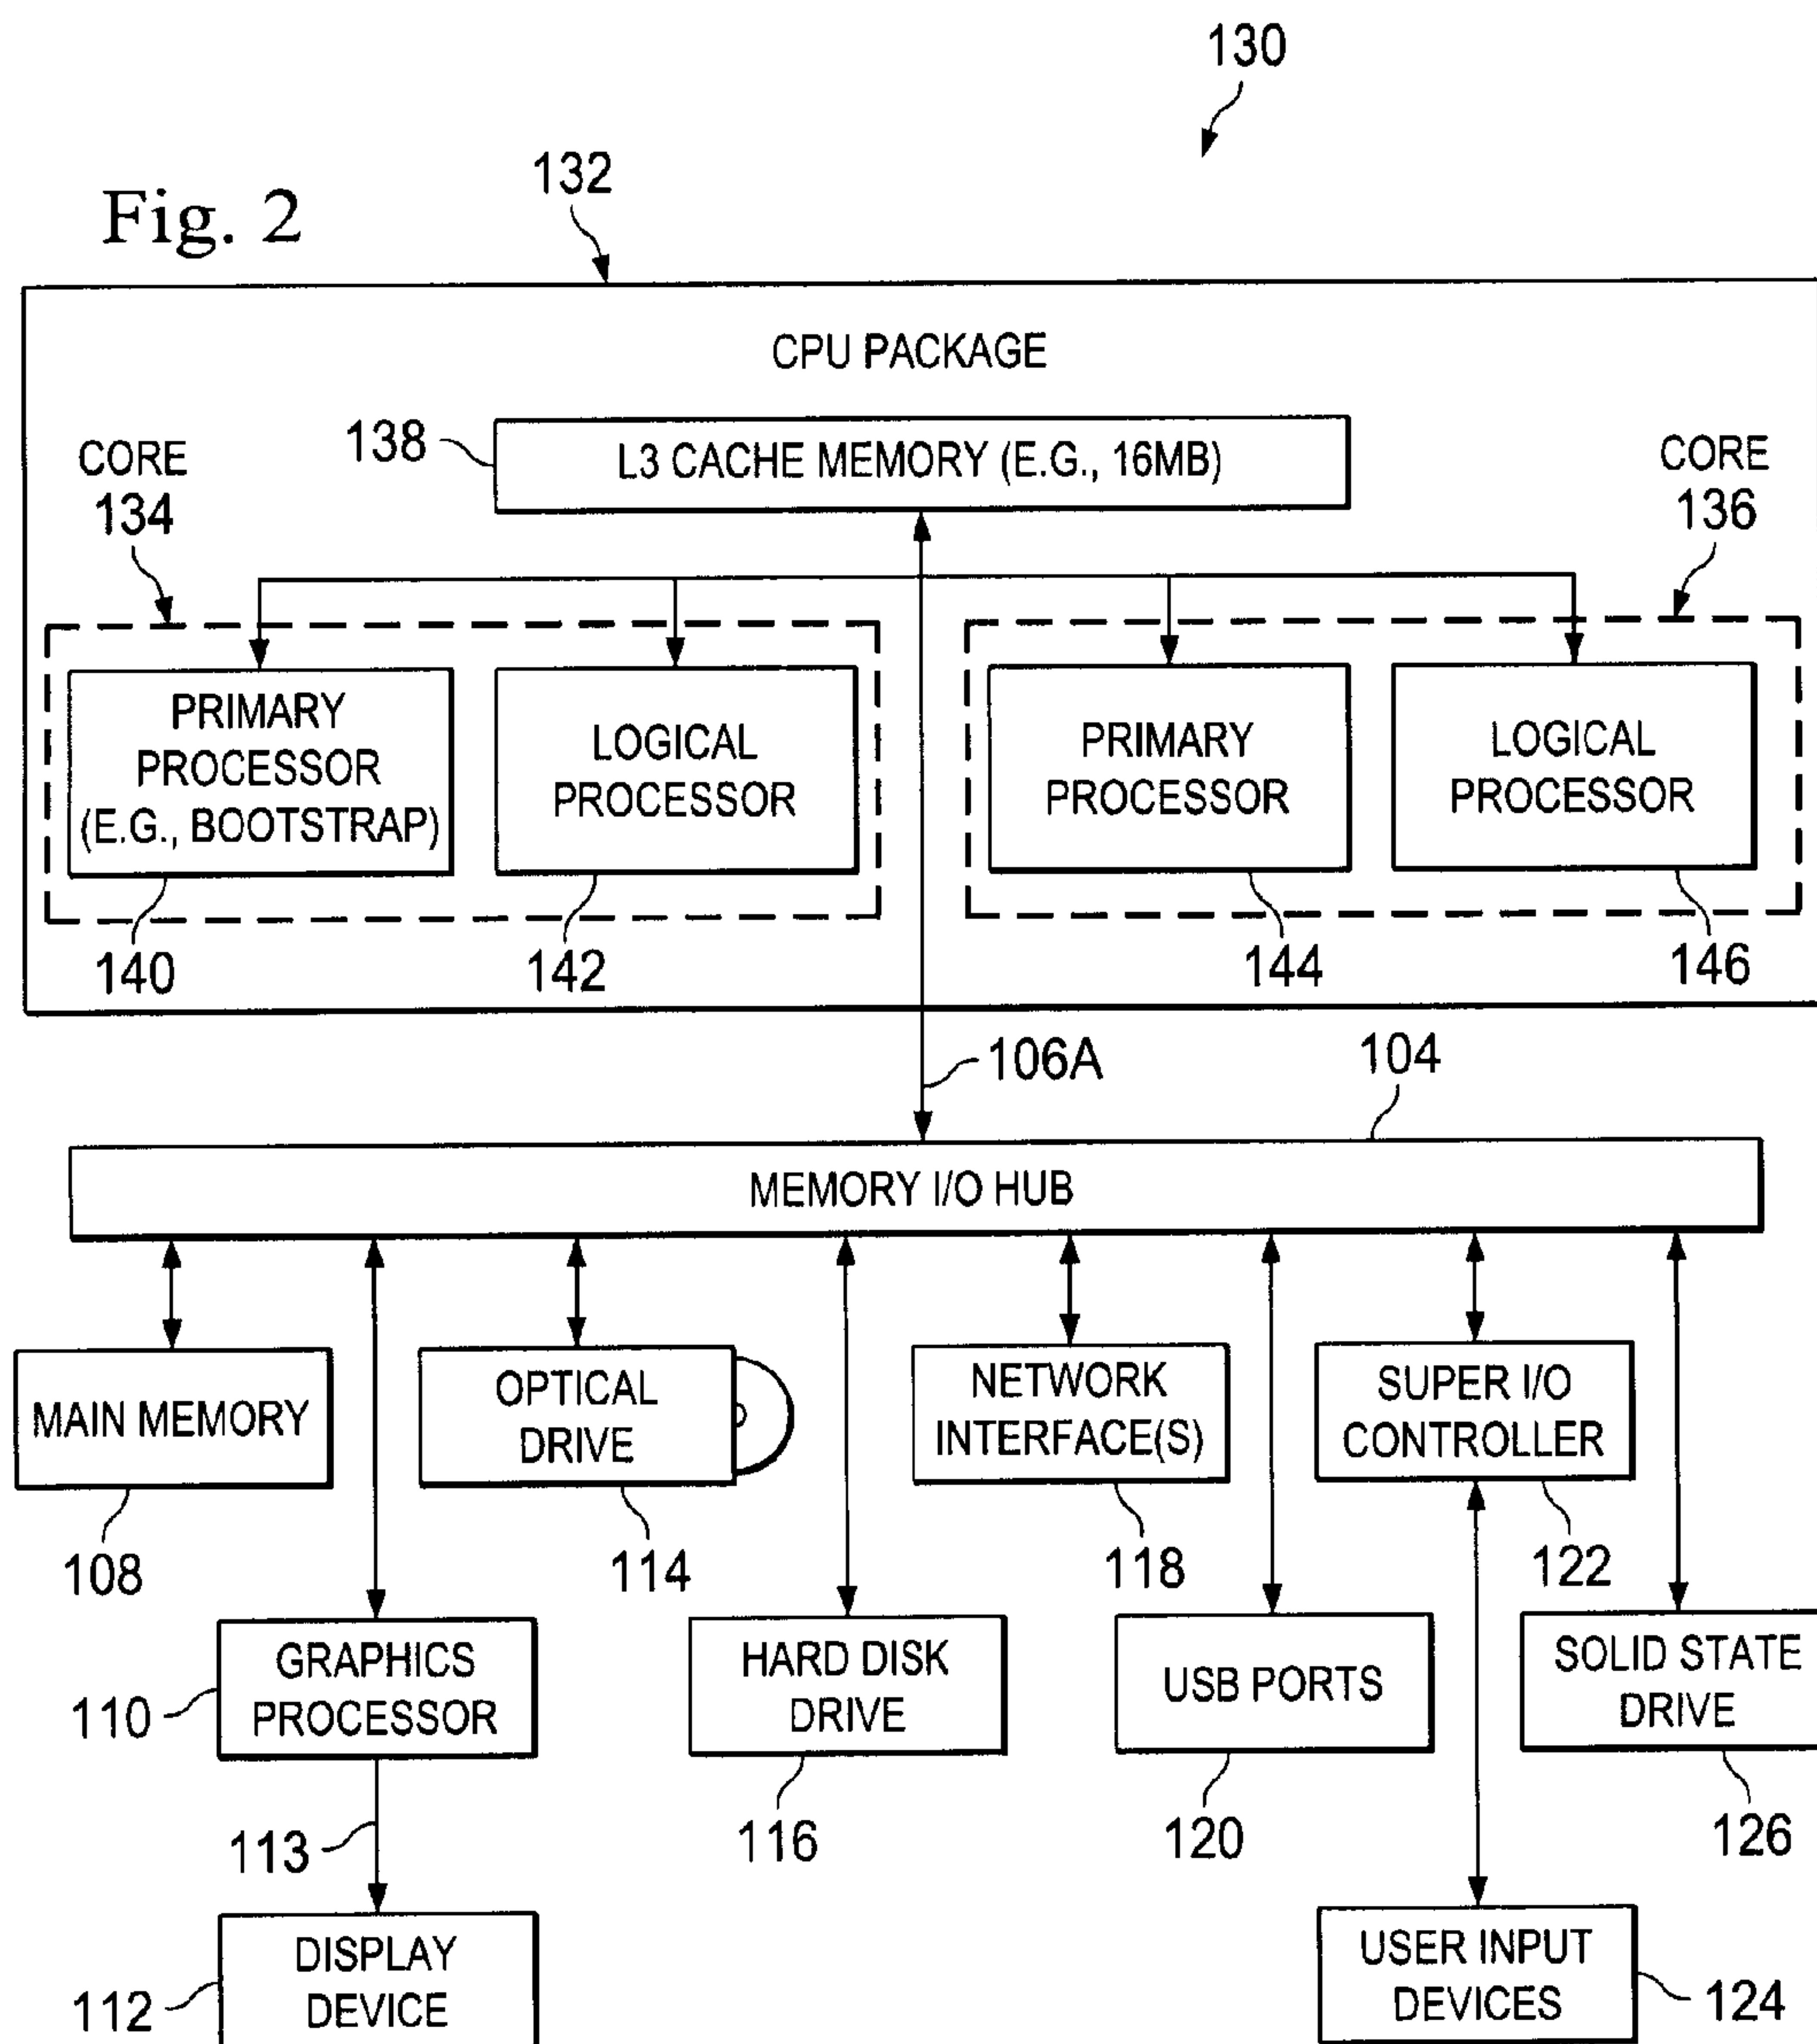 130
132
Fig. 2
CPU PACKAGE
138
L3 CACHE MEMORY (E.G., 16MB)
CORE
134
CORE
136
PRIMARY
PROCESSOR
(E.G., BOOTSTRAP)
LOGICAL
PROCESSOR
PRIMARY
PROCESSOR
LOGICAL
PROCESSOR
140
142
144
146
106A
104
MEMORY I/O HUB
MAIN MEMORY
OPTICAL
DRIVE
NETWORK
INTERFACE(S)
SUPER I/O
CONTROLLER
108
114
118
122
110
GRAPHICS
PROCESSOR
HARD DISK
DRIVE
USB PORTS
SOLID STATE
DRIVE
113
116
120
126
112
DISPLAY
DEVICE
USER INPUT
DEVICES
124